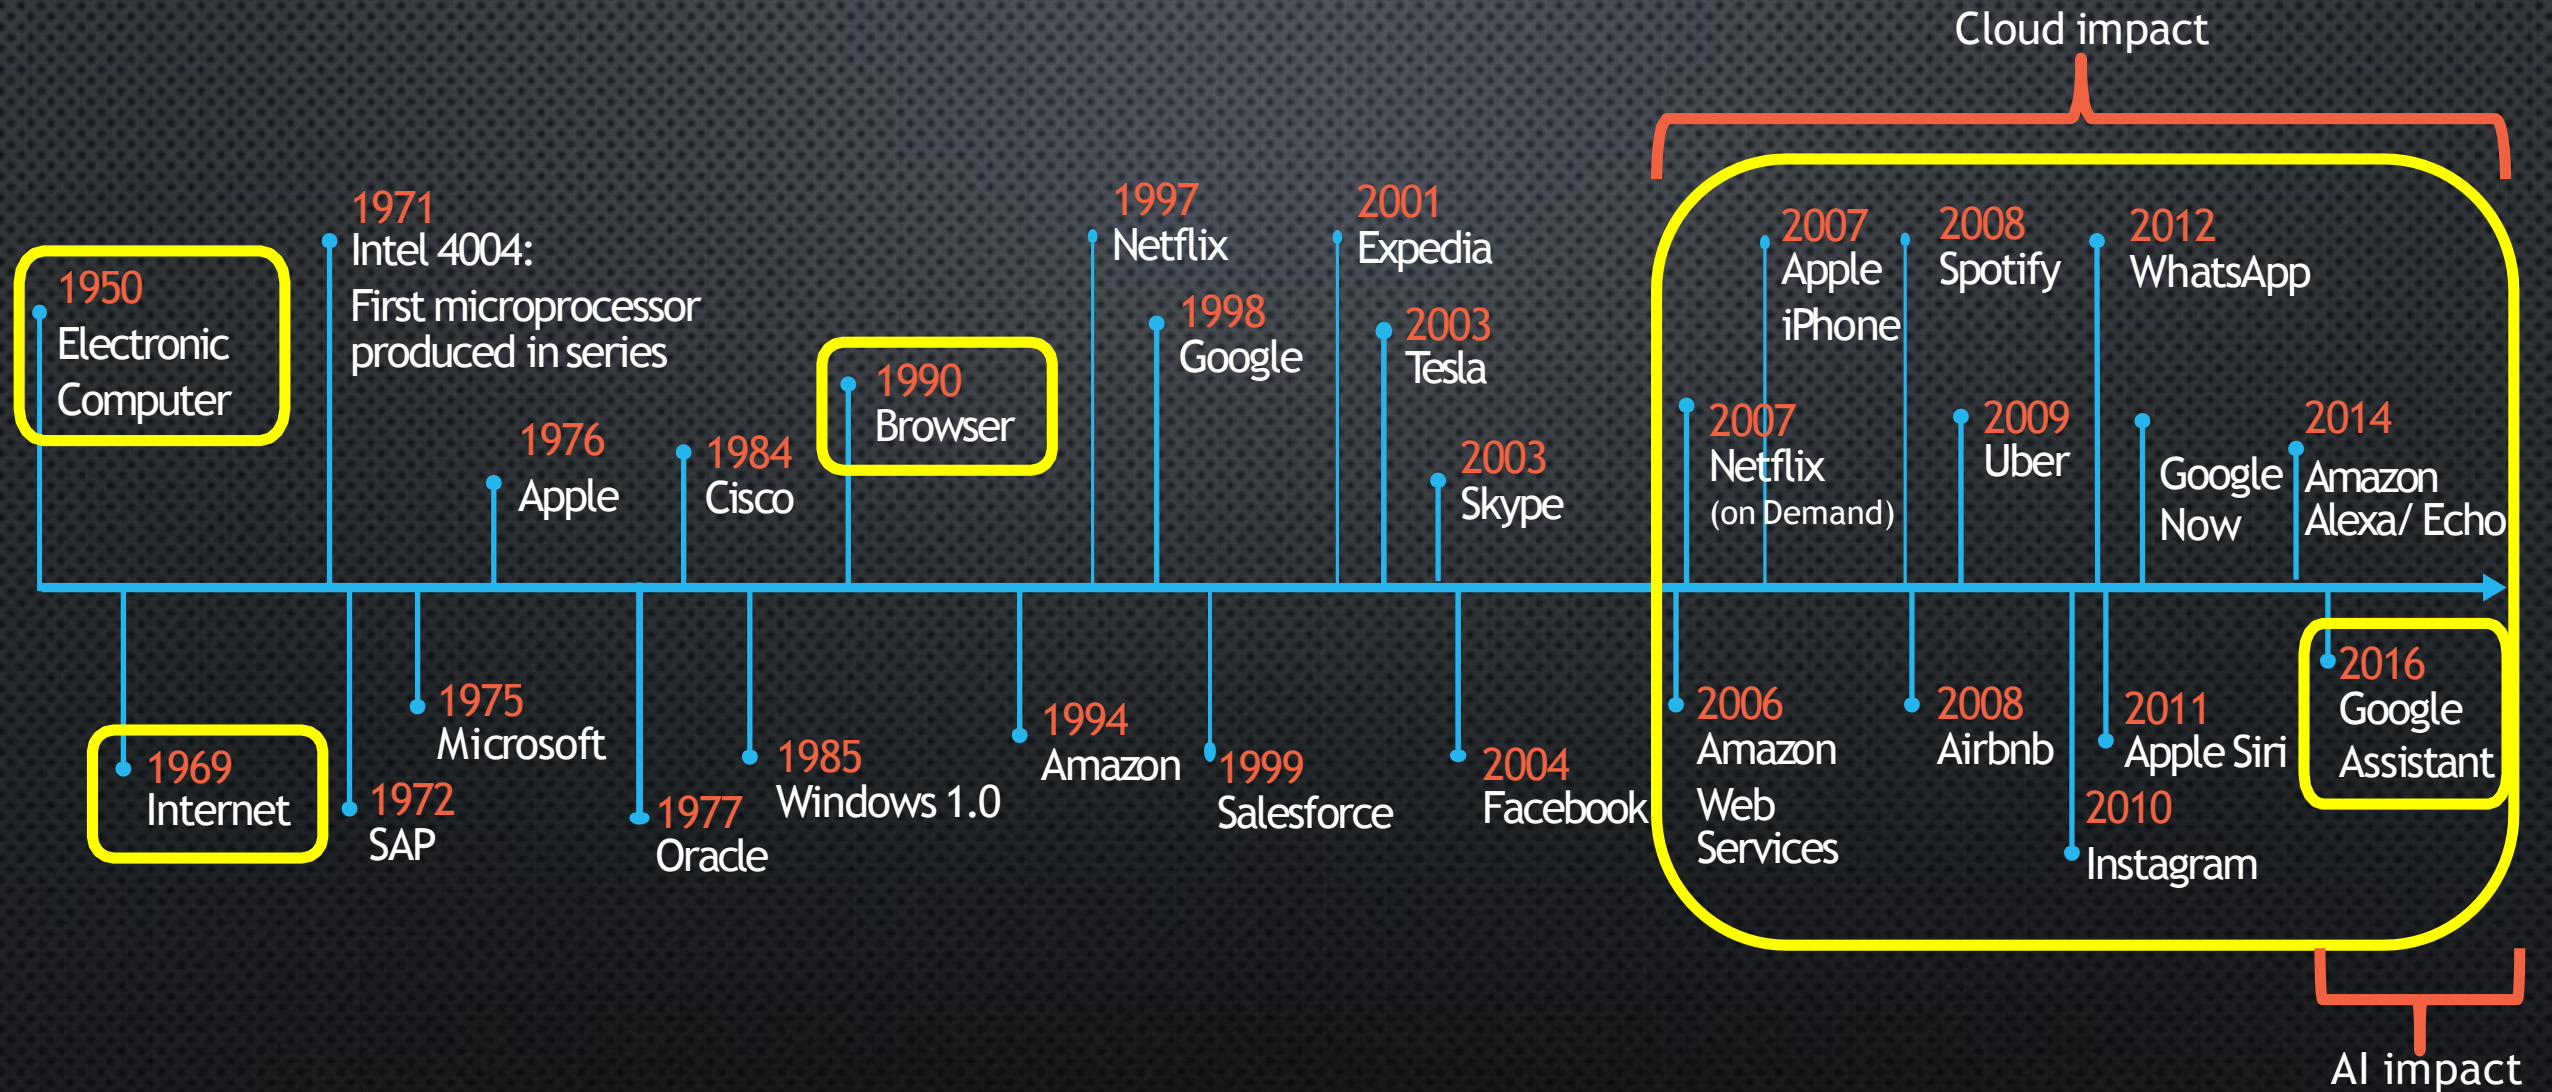 Cloud impact
1950
Electronic
Computer
1971
Intel 4004:
First microprocessor
produced in series
1976
Apple
1984
Cisco
1990
Browser
1997
Netflix
1998
Google
2001
Expedia
2003
Tesla
2003
Skype
2007
Apple
iPhone
2007
Netflix
(on Demand)
2008
Spotify
2009
Uber
2012
WhatsApp
Google
Now
2014
Amazon
Alexa/ Echo
1969
Internet
1972
SAP
1975
Microsoft
1977
Oracle
1985
Windows 1.0
1994
Amazon
1999
Salesforce
2004
Facebook
2006
Amazon
Web
Services
2008
Airbnb
2010
Instagram
2011
Apple Siri
2016
Google
Assistant
AI impact